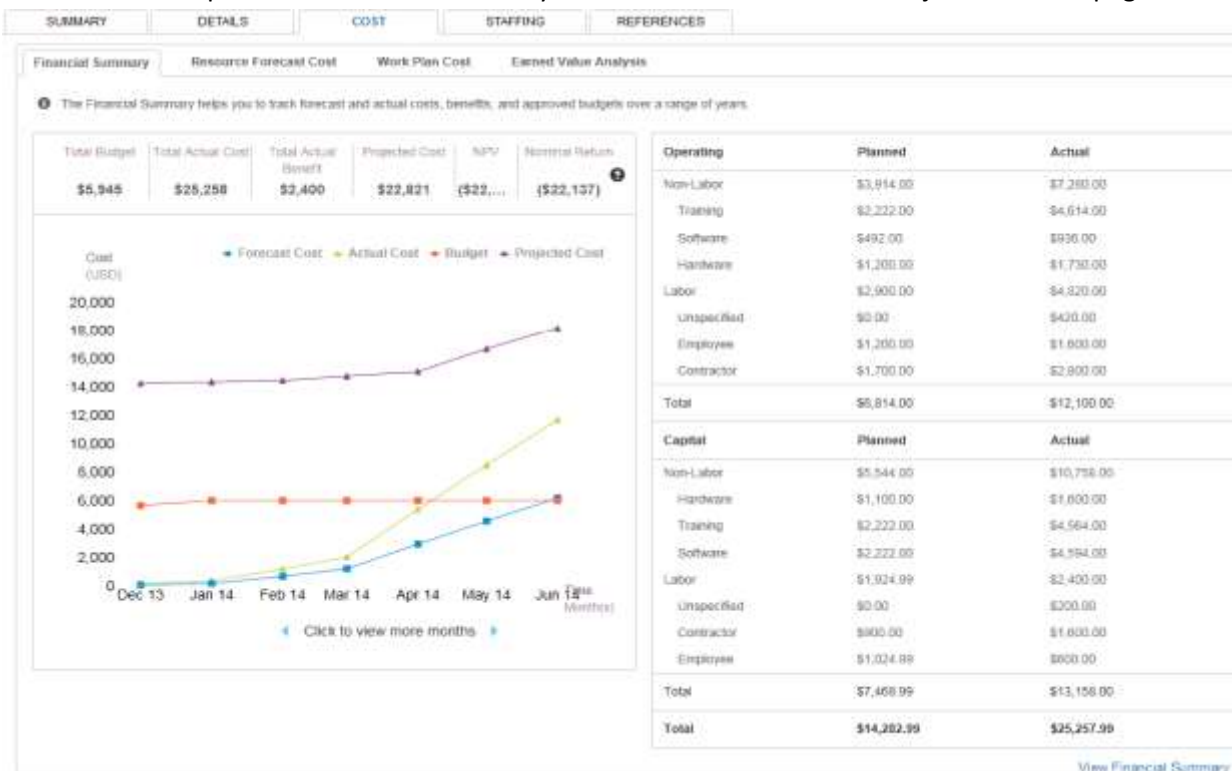 SUMMARY DETAILS COST STAFFING REFERENCES
Financial Summary Resource Forecast Cost Work Plan Cost Earned Value Analysis
The Financial Summary helps you to track forecast and actual costs, benefits, and approved budgets over a range of years.
Total Budget Total Actual Cost Total Actual Benefit Projected Cost NPV Nominal Return
$5,945 $25,258 $2,400 $22,821 ($22,... ($22,137)
Cost (USD)
Forecast Cost Actual Cost Budget Projected Cost
20,000
18,000
16,000
14,000
12,000
10,000
8,000
6,000
4,000
2,000
0
Dec 13 Jan 14 Feb 14 Mar 14 Apr 14 May 14 Jun 14
Click to view more months
Operating Planned Actual
Non-Labor $3,914.00 $7,280.00
Training $2,222.00 $4,614.00
Software $492.00 $936.00
Hardware $1,200.00 $1,730.00
Labor $2,900.00 $4,820.00
Unspecified $0.00 $420.00
Employee $1,200.00 $1,600.00
Contractor $1,700.00 $2,800.00
Total $6,814.00 $12,100.00
Capital Planned Actual
Non-Labor $5,544.00 $10,758.00
Hardware $1,100.00 $1,600.00
Training $2,222.00 $4,564.00
Software $2,222.00 $4,594.00
Labor $1,924.99 $2,400.00
Unspecified $0.00 $200.00
Contractor $900.00 $1,600.00
Employee $1,024.99 $600.00
Total $7,468.99 $13,158.00
Total $14,282.99 $25,257.99
View Financial Summary